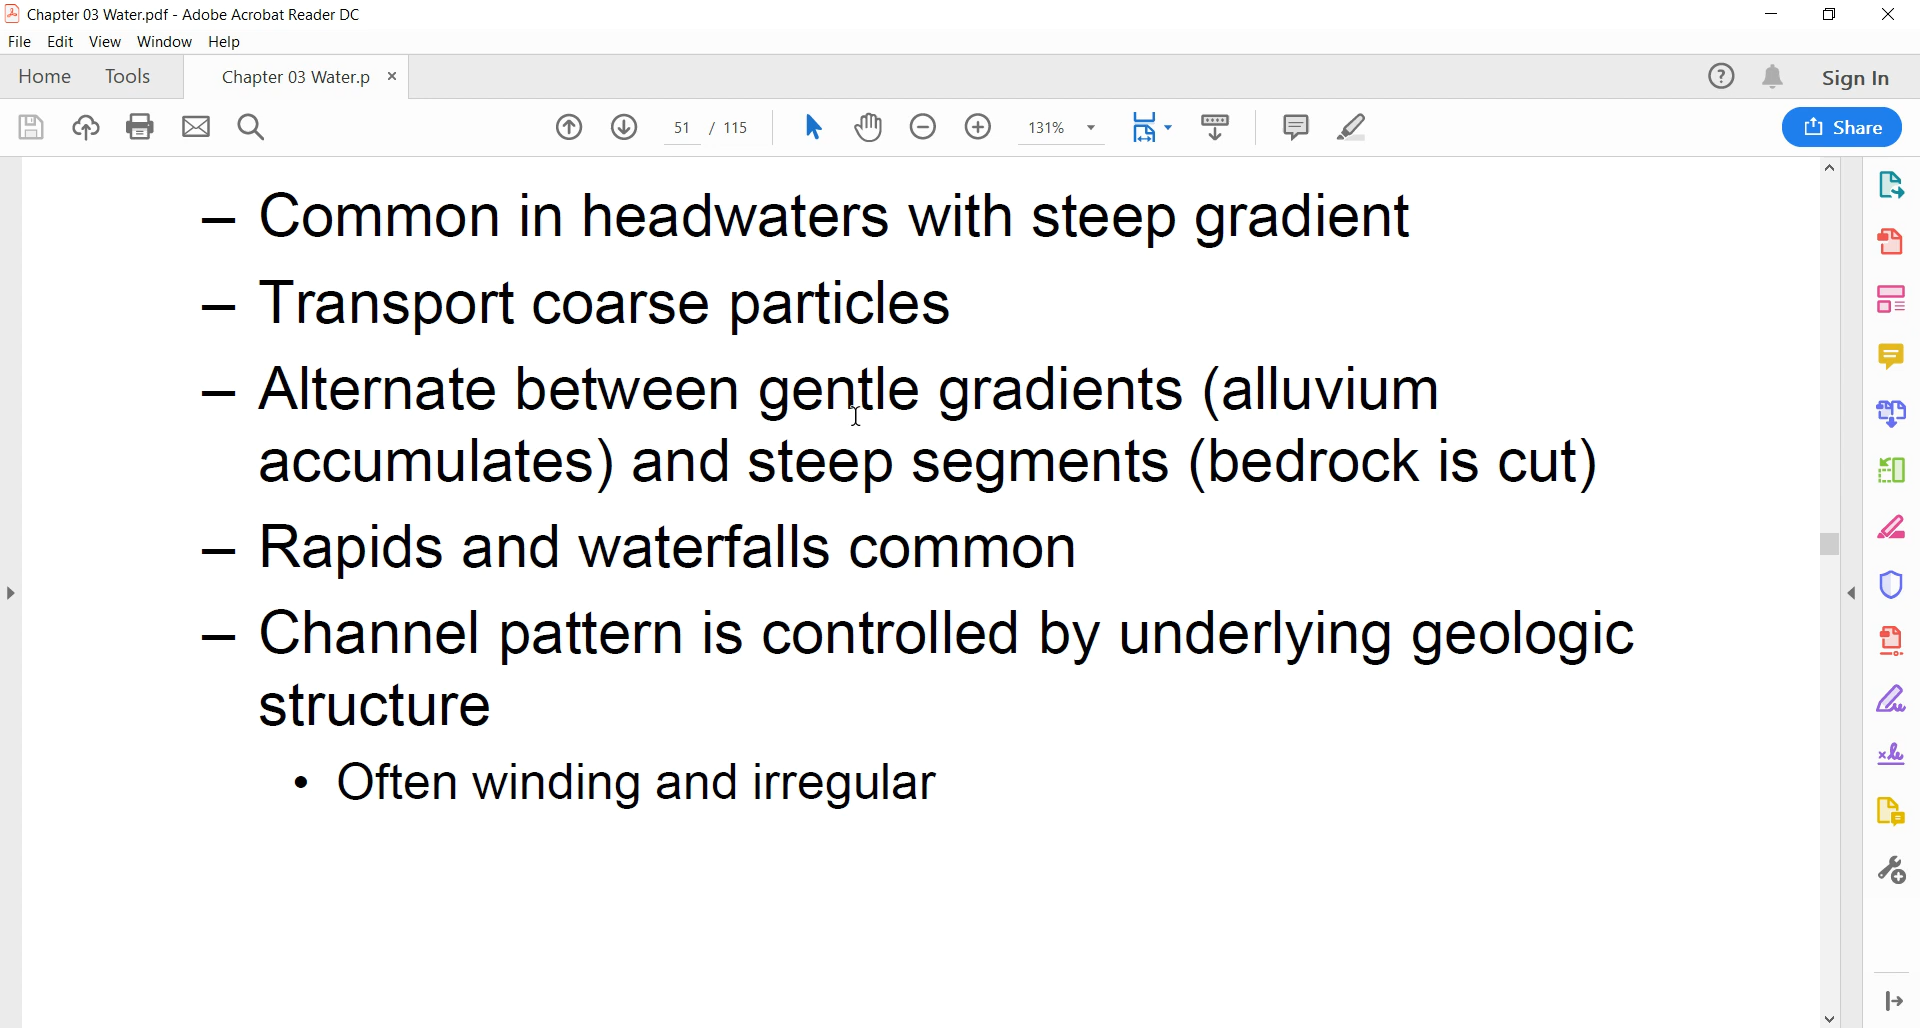 Chapter 03 Water.pdf - Adobe Acrobat Reader DC
File Edit View Window Help
Home Tools Chapter 03 Water.p × Sign In
51 / 115 131% Share
– Common in headwaters with steep gradient
– Transport coarse particles
– Alternate between gentle gradients (alluvium
accumulates) and steep segments (bedrock is cut)
– Rapids and waterfalls common
– Channel pattern is controlled by underlying geologic
structure
• Often winding and irregular